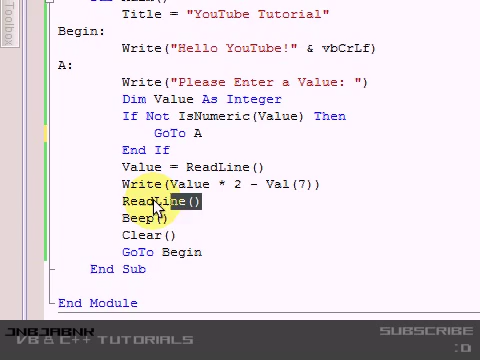 Toolbox
Title = "YouTube Tutorial"
Begin:
Write("Hello YouTube!" & vbCrLf)
A:
Write("Please Enter a Value: ")
Dim Value As Integer
If Not IsNumeric(Value) Then
GoTo A
End If
Value = ReadLine()
Write(Value * 2 - Val(7))
ReadLine()
Beep()
Clear()
GoTo Begin
End Sub
End Module
JNBJABNK
VB & C++ TUTORIALS
SUBSCRIBE
:D